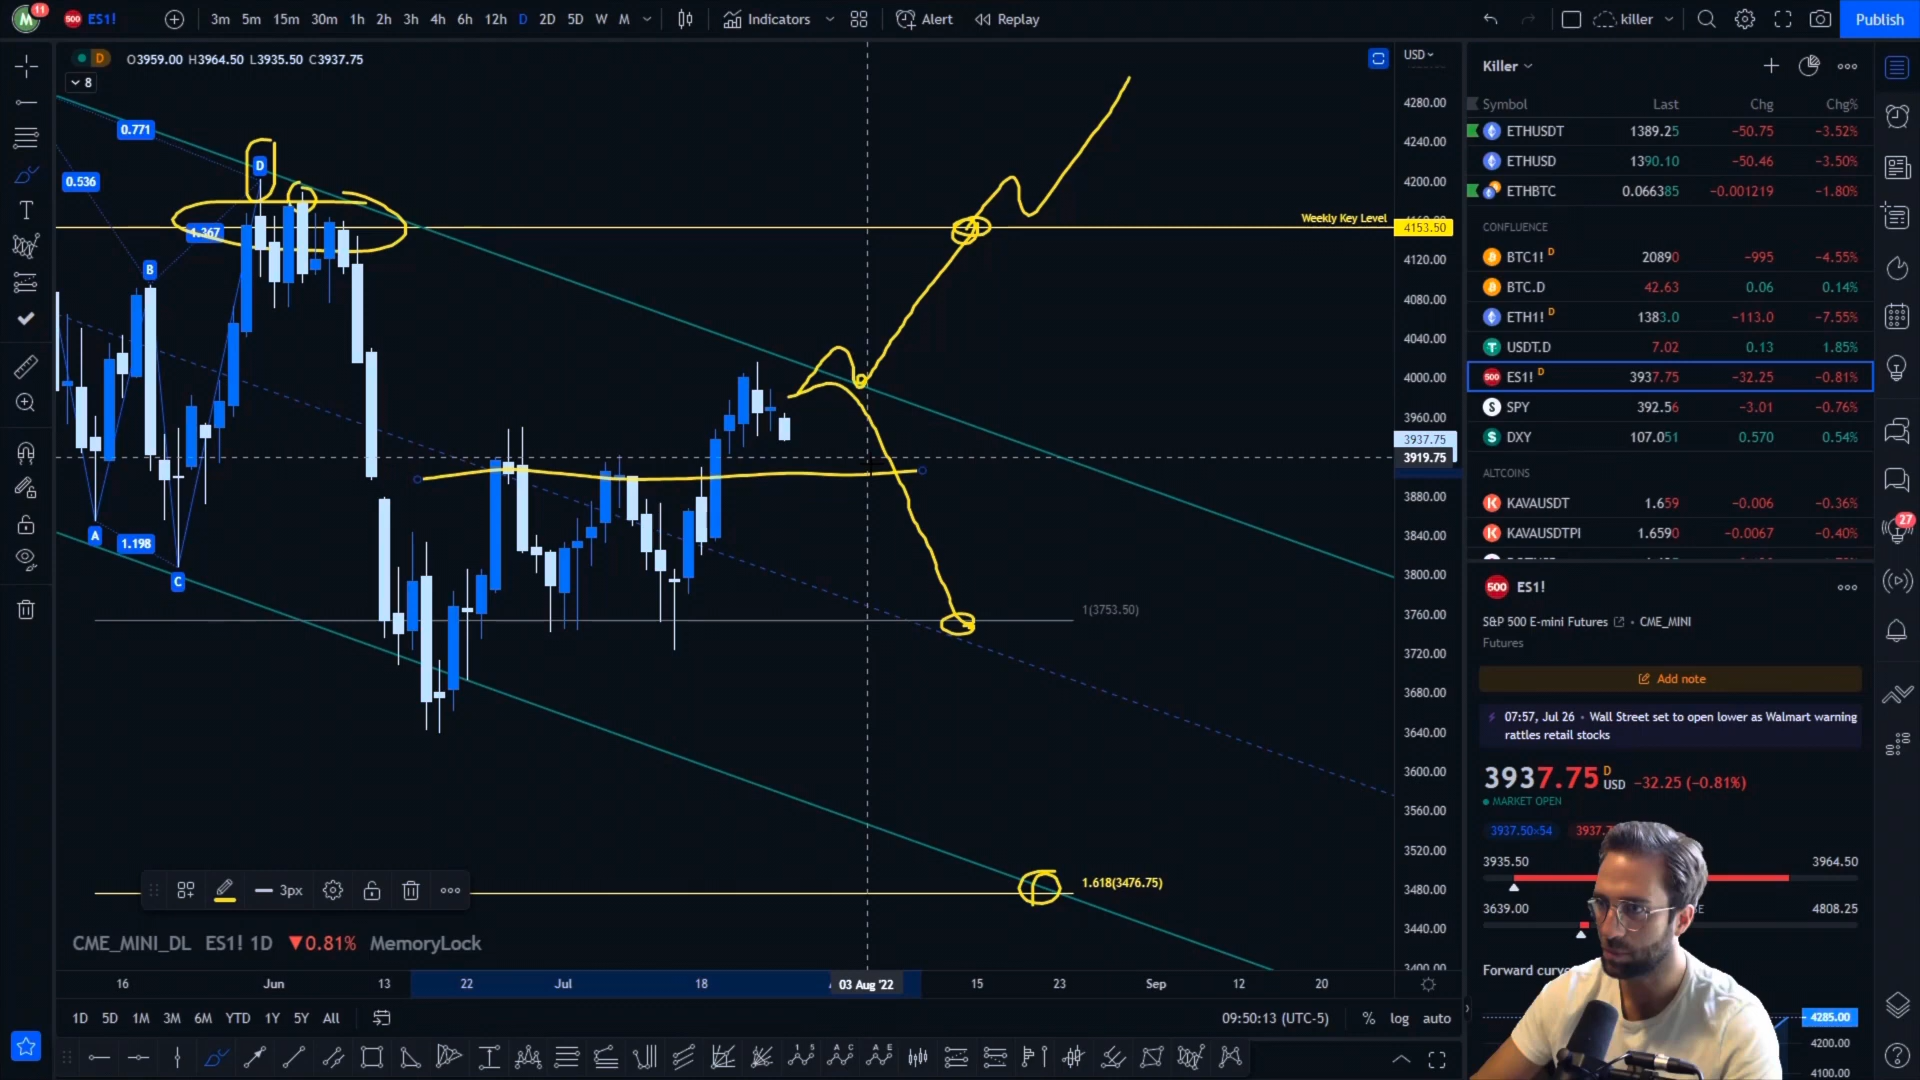 M 11 500 ES1! 3m 5m 15m 30m 1h 2h 3h 4h 6h 12h D 2D 5D W M Indicators Alert Replay killer Publish
D O3959.00 H3964.50 L3935.50 C3937.75 USD
8
Killer
Symbol Last Chg Chg%
ETHUSDT 1389.25 −50.75 −3.52%
ETHUSD 1390.10 −50.46 −3.50%
ETHBTC 0.066385 −0.001219 −1.80%
CONFLUENCE
BTC1! D 20890 −995 −4.55%
BTC.D 42.63 0.06 0.14%
ETH1! D 1383.0 −113.0 −7.55%
USDT.D 7.02 0.13 1.85%
500 ES1! D 3937.75 −32.25 −0.81%
S SPY 392.56 −3.01 −0.76%
S DXY 107.051 0.570 0.54%
ALTCOINS
KAVAUSDT 1.659 −0.006 −0.36%
KAVAUSDTPI 1.6590 −0.0067 −0.40%
0.771
0.536
D
1.367
B
A
1.198
C
Weekly Key Level
1(3753.50)
1.618(3476.75)
4280.00
4240.00
4200.00
4153.50
4120.00
4080.00
4040.00
4000.00
3960.00
3937.75
3919.75
3880.00
3840.00
3800.00
3760.00
3720.00
3680.00
3640.00
3600.00
3560.00
3520.00
3480.00
3440.00
3400.00
3px
CME_MINI_DL ES1! 1D ▼0.81% MemoryLock
16 Jun 13 22 Jul 18 03 Aug '22 15 23 Sep 12 20
1D 5D 1M 3M 6M YTD 1Y 5Y All
09:50:13 (UTC-5) % log auto
500 ES1!
S&P 500 E-mini Futures • CME_MINI
Futures
Add note
07:57, Jul 26 • Wall Street set to open lower as Walmart warning
rattles retail stocks
3937.75 D USD −32.25 (−0.81%)
MARKET OPEN
3937.50×54
3935.50 3964.50
3639.00 4808.25
4285.00
4200.00
4100.00
27